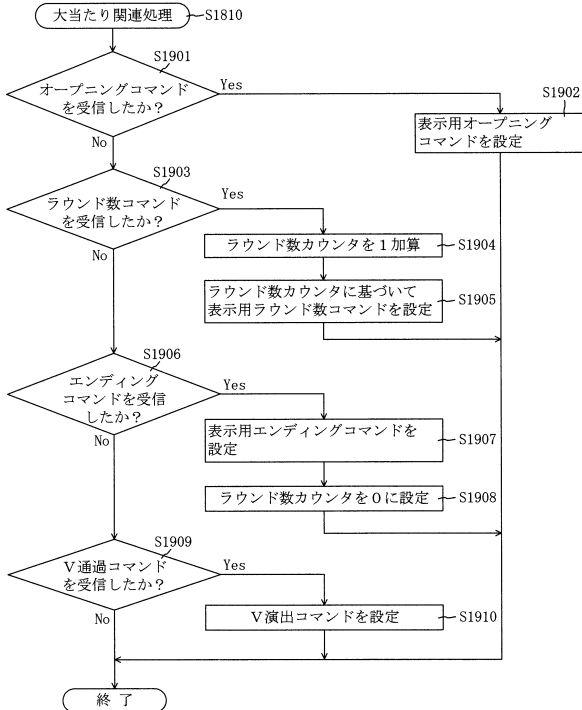 大当たり関連処理
S1810
S1901
オープニングコマンド
を受信したか？
Yes
No
S1902
表示用オープニング
コマンドを設定
S1903
ラウンド数コマンド
を受信したか？
Yes
No
ラウンド数カウンタを１加算
S1904
ラウンド数カウンタに基づいて
表示用ラウンド数コマンドを設定
S1905
S1906
エンディング
コマンドを受信
したか？
Yes
No
表示用エンディングコマンドを
設定
S1907
ラウンド数カウンタを０に設定
S1908
S1909
Ｖ通過コマンド
を受信したか？
Yes
No
Ｖ演出コマンドを設定
S1910
終了